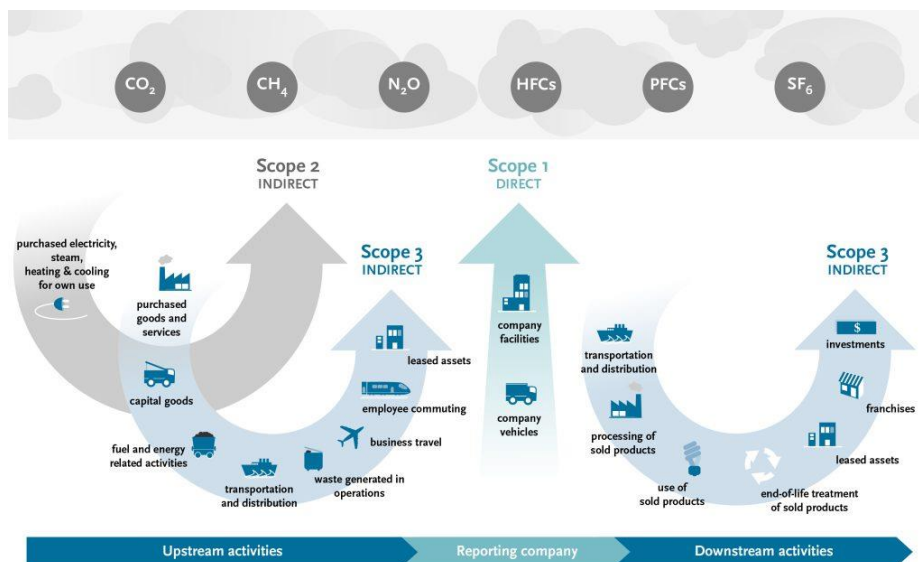 CO2
CH4
N2O
HFCs
PFCs
SF6
Scope 2
INDIRECT
Scope 1
DIRECT
purchased electricity,
steam,
heating & cooling
for own use
Scope 3
INDIRECT
Scope 3
INDIRECT
purchased
goods and
services
company
facilities
$
investments
leased assets
transportation
and distribution
capital goods
employee commuting
company
vehicles
franchises
business travel
processing of
sold products
fuel and energy
related activities
leased assets
waste generated in
operations
transportation
and distribution
use of
sold products
end-of-life treatment
of sold products
Upstream activities
Reporting company
Downstream activities